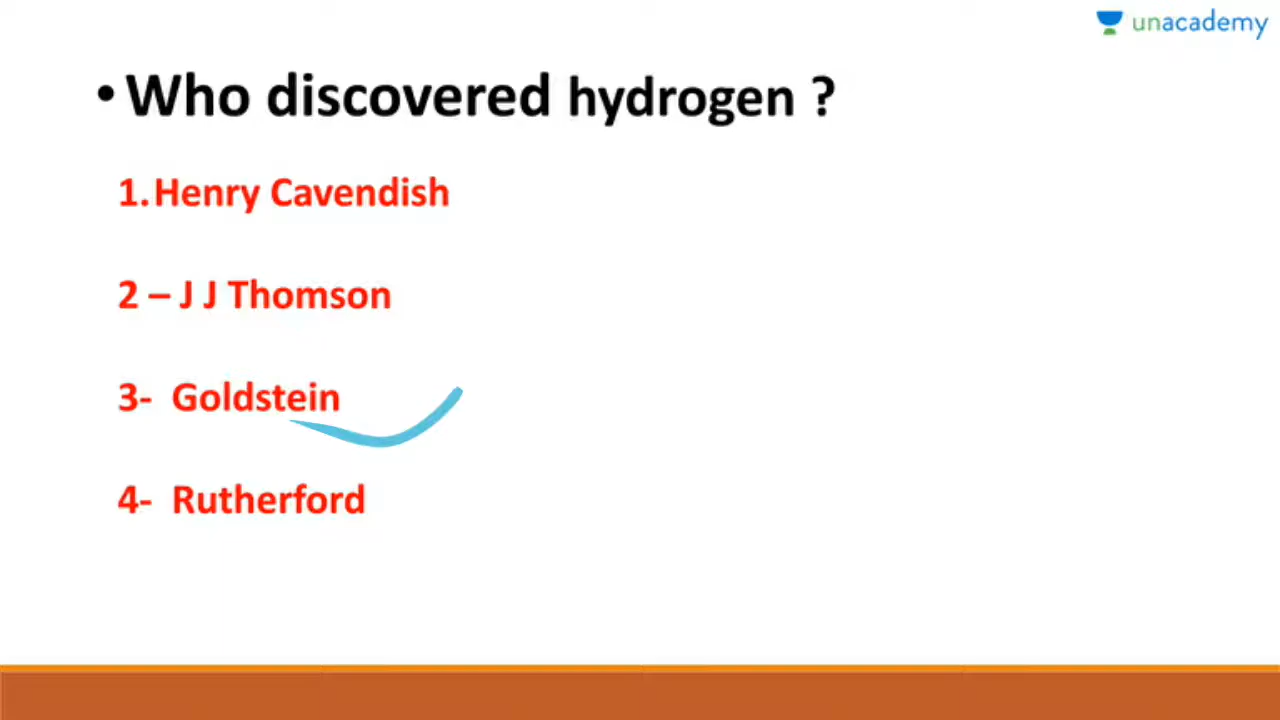 unacademy
• Who discovered hydrogen ?
1. Henry Cavendish
2 – J J Thomson
3- Goldstein
4- Rutherford